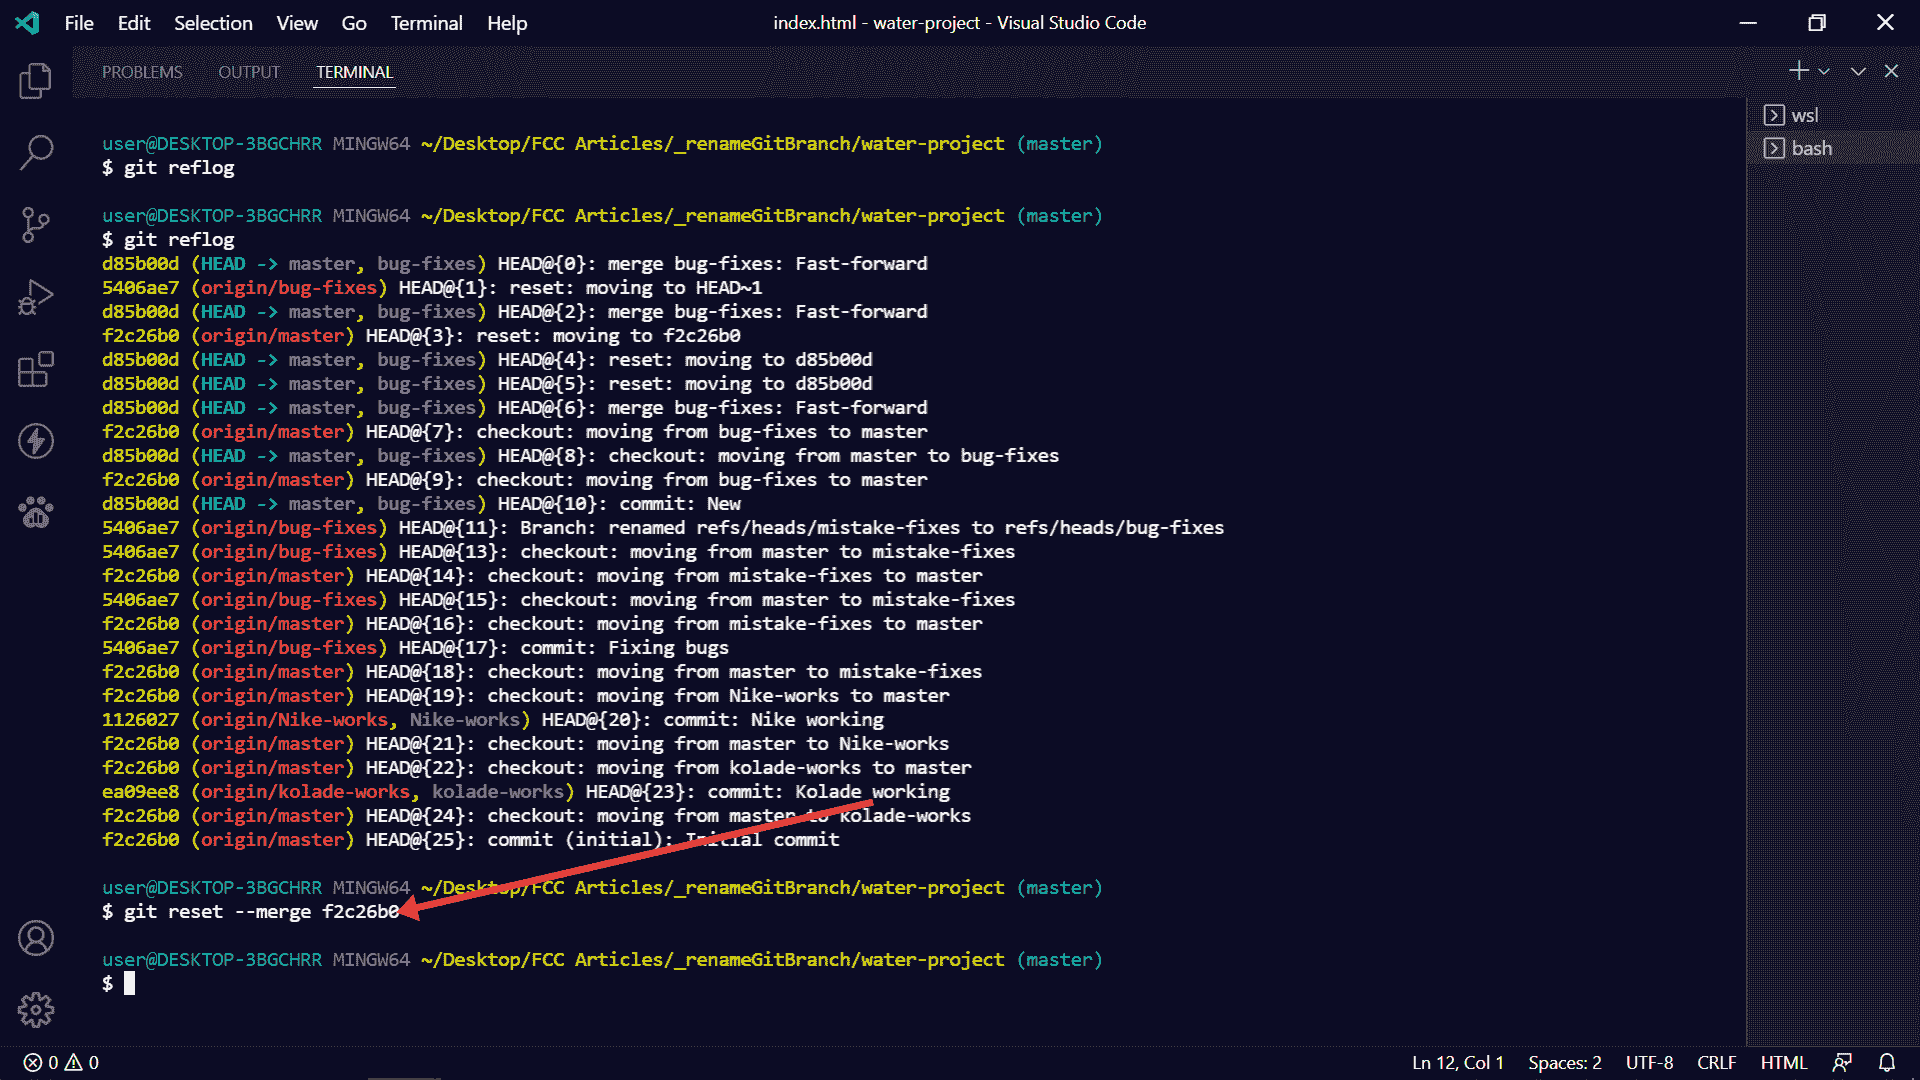 File Edit Selection View Go Terminal Help index.html - water-project - Visual Studio Code
PROBLEMS OUTPUT TERMINAL
wsl
bash
user@DESKTOP-3BGCHRR MINGW64 ~/Desktop/FCC Articles/_renameGitBranch/water-project (master)
$ git reflog
user@DESKTOP-3BGCHRR MINGW64 ~/Desktop/FCC Articles/_renameGitBranch/water-project (master)
$ git reflog
d85b00d (HEAD -> master, bug-fixes) HEAD@{0}: merge bug-fixes: Fast-forward
5406ae7 (origin/bug-fixes) HEAD@{1}: reset: moving to HEAD~1
d85b00d (HEAD -> master, bug-fixes) HEAD@{2}: merge bug-fixes: Fast-forward
f2c26b0 (origin/master) HEAD@{3}: reset: moving to f2c26b0
d85b00d (HEAD -> master, bug-fixes) HEAD@{4}: reset: moving to d85b00d
d85b00d (HEAD -> master, bug-fixes) HEAD@{5}: reset: moving to d85b00d
d85b00d (HEAD -> master, bug-fixes) HEAD@{6}: merge bug-fixes: Fast-forward
f2c26b0 (origin/master) HEAD@{7}: checkout: moving from bug-fixes to master
d85b00d (HEAD -> master, bug-fixes) HEAD@{8}: checkout: moving from master to bug-fixes
f2c26b0 (origin/master) HEAD@{9}: checkout: moving from bug-fixes to master
d85b00d (HEAD -> master, bug-fixes) HEAD@{10}: commit: New
5406ae7 (origin/bug-fixes) HEAD@{11}: Branch: renamed refs/heads/mistake-fixes to refs/heads/bug-fixes
5406ae7 (origin/bug-fixes) HEAD@{13}: checkout: moving from master to mistake-fixes
f2c26b0 (origin/master) HEAD@{14}: checkout: moving from mistake-fixes to master
5406ae7 (origin/bug-fixes) HEAD@{15}: checkout: moving from master to mistake-fixes
f2c26b0 (origin/master) HEAD@{16}: checkout: moving from mistake-fixes to master
5406ae7 (origin/bug-fixes) HEAD@{17}: commit: Fixing bugs
f2c26b0 (origin/master) HEAD@{18}: checkout: moving from master to mistake-fixes
f2c26b0 (origin/master) HEAD@{19}: checkout: moving from Nike-works to master
1126027 (origin/Nike-works, Nike-works) HEAD@{20}: commit: Nike working
f2c26b0 (origin/master) HEAD@{21}: checkout: moving from master to Nike-works
f2c26b0 (origin/master) HEAD@{22}: checkout: moving from kolade-works to master
ea09ee8 (origin/kolade-works, kolade-works) HEAD@{23}: commit: Kolade working
f2c26b0 (origin/master) HEAD@{24}: checkout: moving from master to kolade-works
f2c26b0 (origin/master) HEAD@{25}: commit (initial): Initial commit
user@DESKTOP-3BGCHRR MINGW64 ~/Desktop/FCC Articles/_renameGitBranch/water-project (master)
$ git reset --merge f2c26b0
user@DESKTOP-3BGCHRR MINGW64 ~/Desktop/FCC Articles/_renameGitBranch/water-project (master)
$
0 0 Ln 12, Col 1 Spaces: 2 UTF-8 CRLF HTML